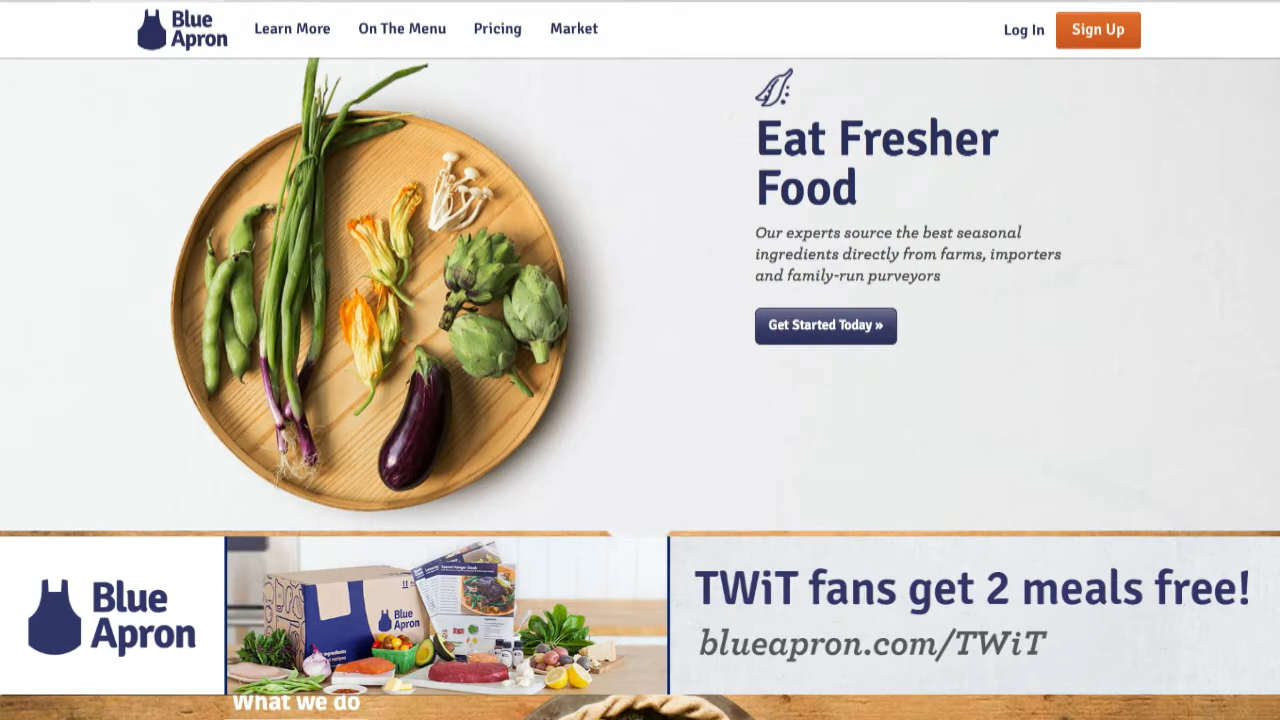 Blue
Apron
Learn More
On The Menu
Pricing
Market
Log In
Sign Up
Eat Fresher
Food
Our experts source the best seasonal
ingredients directly from farms, importers
and family-run purveyors
Get Started Today »
Blue
Apron
Blue
Apron
TWiT fans get 2 meals free!
blueapron.com/TWiT
What we do